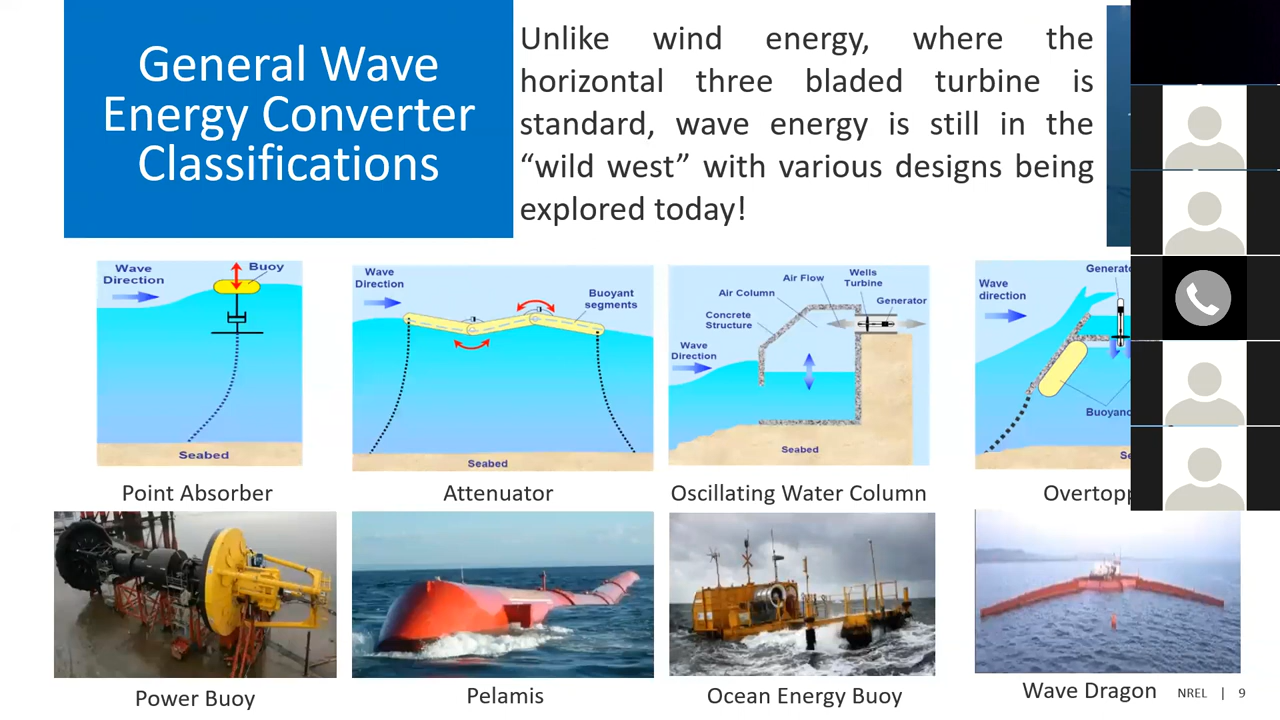 General Wave
Energy Converter
Classifications
Unlike wind energy, where the
horizontal three bladed turbine is
standard, wave energy is still in the
“wild west” with various designs being
explored today!
Wave
Direction
Buoy
Seabed
Wave
Direction
Buoyant
segments
Seabed
Air Flow
Wells
Turbine
Air Column
Generator
Concrete
Structure
Wave
Direction
Seabed
Wave
direction
Point Absorber
Attenuator
Oscillating Water Column
Power Buoy
Pelamis
Ocean Energy Buoy
Wave Dragon
NREL | 9